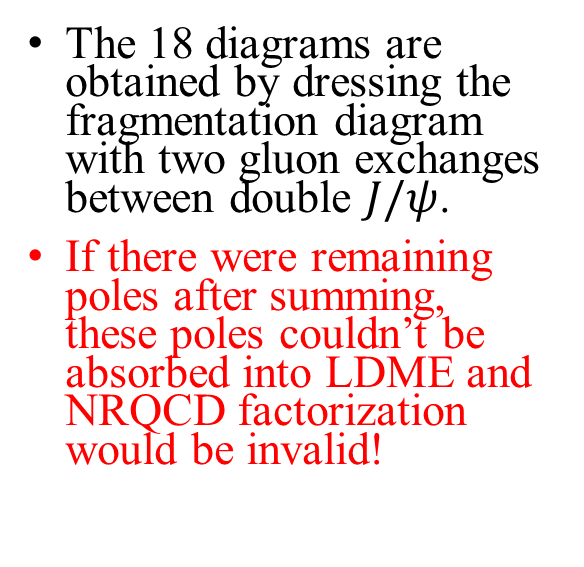 • The 18 diagrams are
obtained by dressing the
fragmentation diagram
with two gluon exchanges
between double J/ψ.
• If there were remaining
poles after summing,
these poles couldn’t be
absorbed into LDME and
NRQCD factorization
would be invalid!